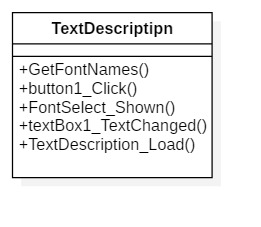 TextDescriptipn
+GetFontNames()
+button1_Click()
+FontSelect_Shown()
+textBox1_TextChanged()
+TextDescription_Load()